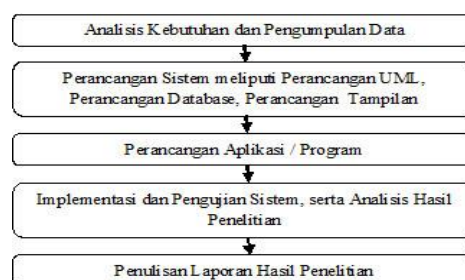 Analisis Kebutuhan dan Pengumpulan Data
Perancangan Sistem meliputi Perancangan UML,
Perancangan Database, Perancangan Tampilan
Perancangan Aplikasi / Program
Implementasi dan Pengujian Sistem, serta Analisis Hasil
Penelitian
Penulisan Laporan Hasil Penelitian